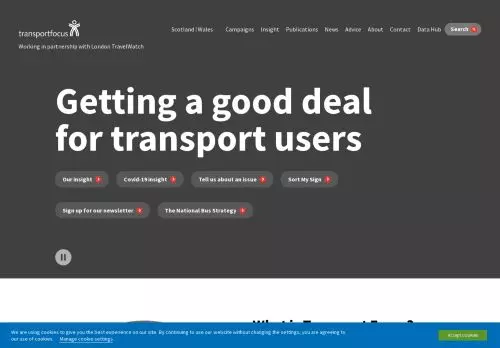 transportfocus
Working in partnership with London TravelWatch
Scotland | Wales Campaigns Insight Publications News Advice About Contact Data Hub Search
Getting a good deal
for transport users
Our insight
Covid-19 insight
Tell us about an issue
Sort My Sign
Sign up for our newsletter
The National Bus Strategy
We are using cookies to give you the best experience on our site. By continuing to use our website without changing the settings, you are agreeing to
our use of cookies. Manage cookie settings
Accept cookies